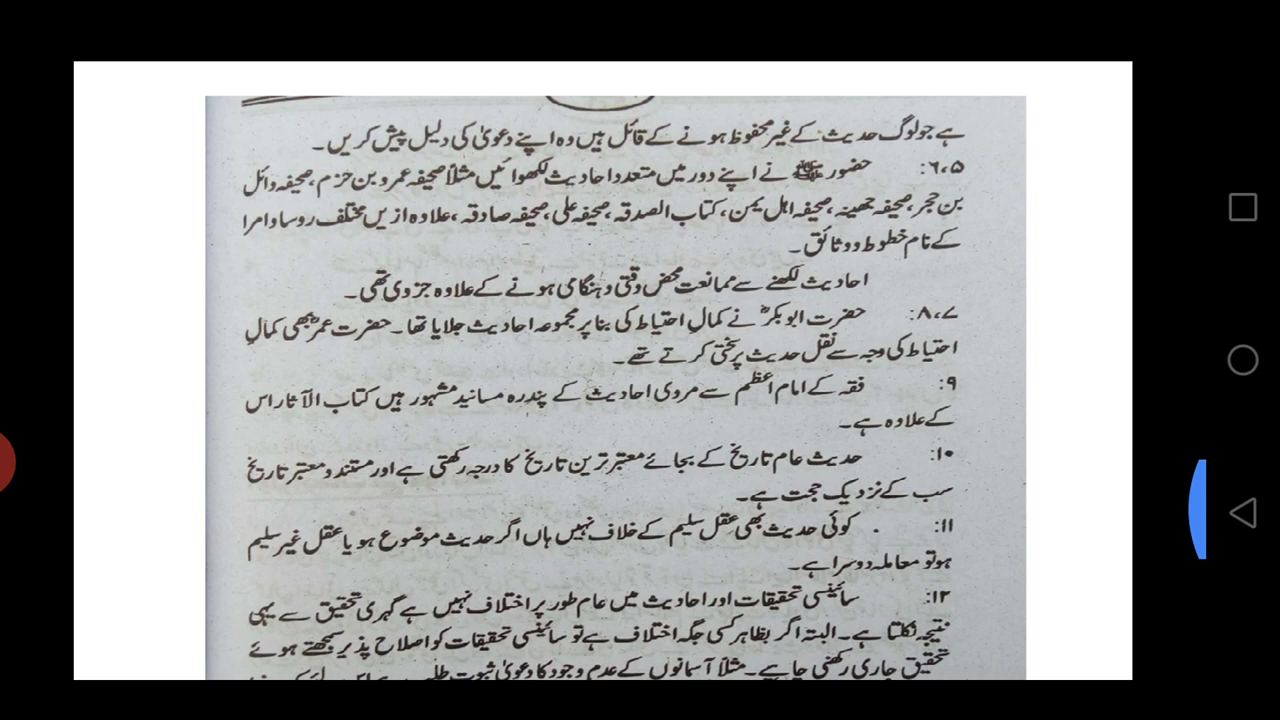 ہے جو لوگ حدیث کے غیر محفوظ ہونے کے قائل ہیں وہ اپنے دعویٰ کی دلیل پیش کریں۔
۶،۵: حضور ﷺ نے اپنے دور میں متعدد احادیث لکھوائیں مثلاً صحیفہ عمرو بن حزم، صحیفہ وائل
بن حجر، صحیفہ جھینہ، صحیفہ اہل یمن، کتاب الصدقہ، صحیفہ علی، صحیفہ صادقہ، علاوہ ازیں مختلف روسا و امرا
کے نام خطوط و وثائق۔
احادیث لکھنے سے ممانعت محض وقتی و ہنگامی ہونے کے علاوہ جزوی تھی۔
۸،۷: حضرت ابوبکرؓ نے کمالِ احتیاط کی بنا پر مجموعہ احادیث جلایا تھا۔ حضرت عمرؓ بھی کمالِ
احتیاط کی وجہ سے نقل حدیث پر سختی کرتے تھے۔
۹: فقہ کے امام اعظم سے مروی احادیث کے پندرہ مسانید مشہور ہیں کتاب الآثار اس
کے علاوہ ہے۔
۱۰: حدیث عام تاریخ کے بجائے معتبر ترین تاریخ کا درجہ رکھتی ہے اور مستند و معتبر تاریخ
سب کے نزدیک حجت ہے۔
۱۱: کوئی حدیث بھی عقل سلیم کے خلاف نہیں ہاں اگر حدیث موضوع ہو یا عقل غیر سلیم
ہو تو معاملہ دوسرا ہے۔
۱۲: سائنسی تحقیقات اور احادیث میں عام طور پر اختلاف نہیں ہے گہری تحقیق سے یہی
نتیجہ نکلتا ہے۔ البتہ اگر بظاہر کسی جگہ اختلاف ہے تو سائنسی تحقیقات کو اصلاح پذیر سمجھتے ہوئے
تحقیق جاری رکھنی چاہیے۔ مثلاً آسمانوں کے عدم وجود کا دعویٰ ثبوت طلب ہے